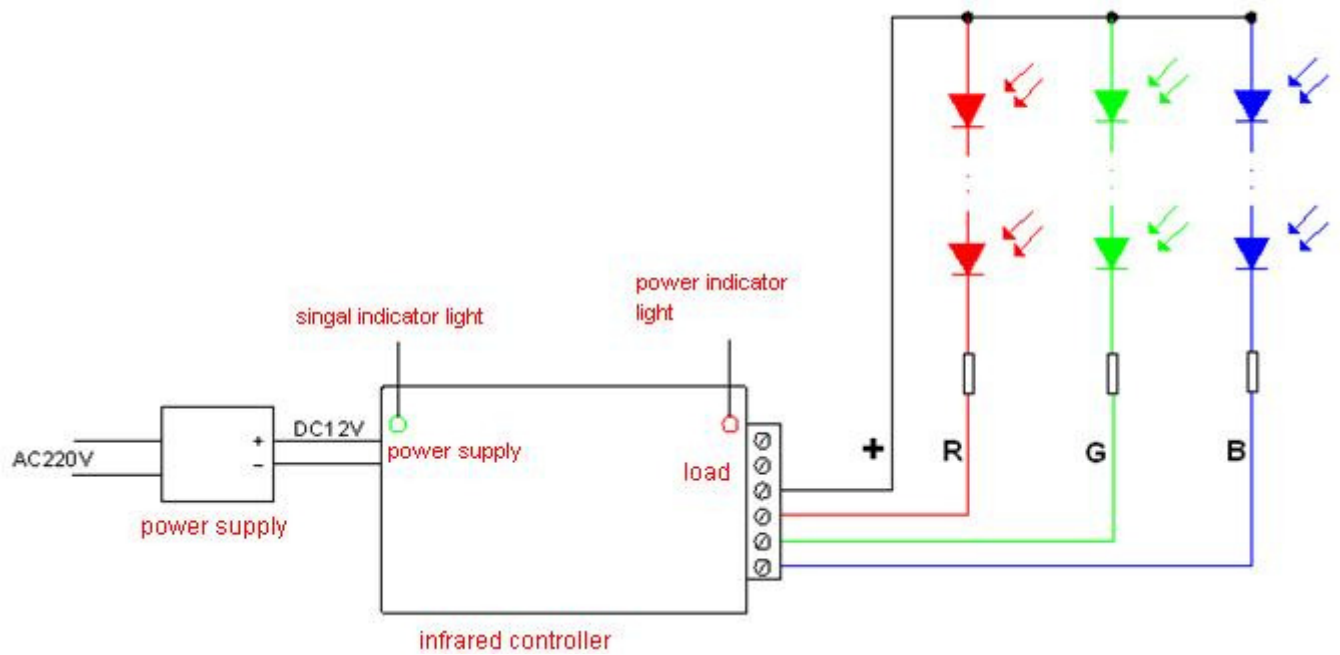 power indicator
light
singal indicator light
DC12V
+
−
AC220V
power supply
power supply
load
+
R
G
B
infrared controller